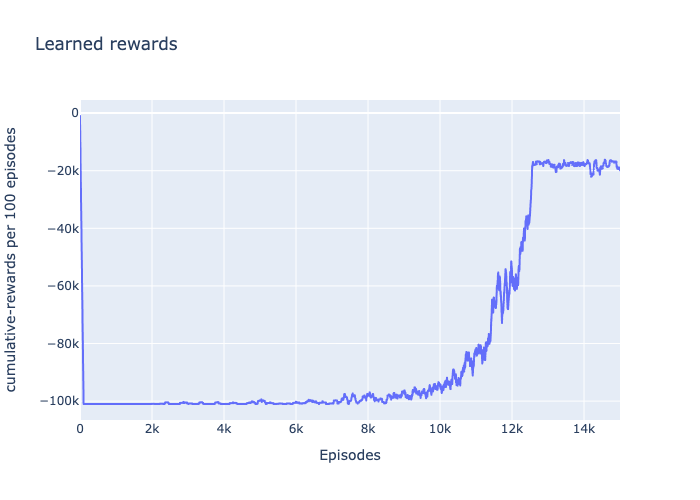 Learned rewards
cumulative-rewards per 100 episodes
0
−20k
−40k
−60k
−80k
−100k
0 2k 4k 6k 8k 10k 12k 14k
Episodes